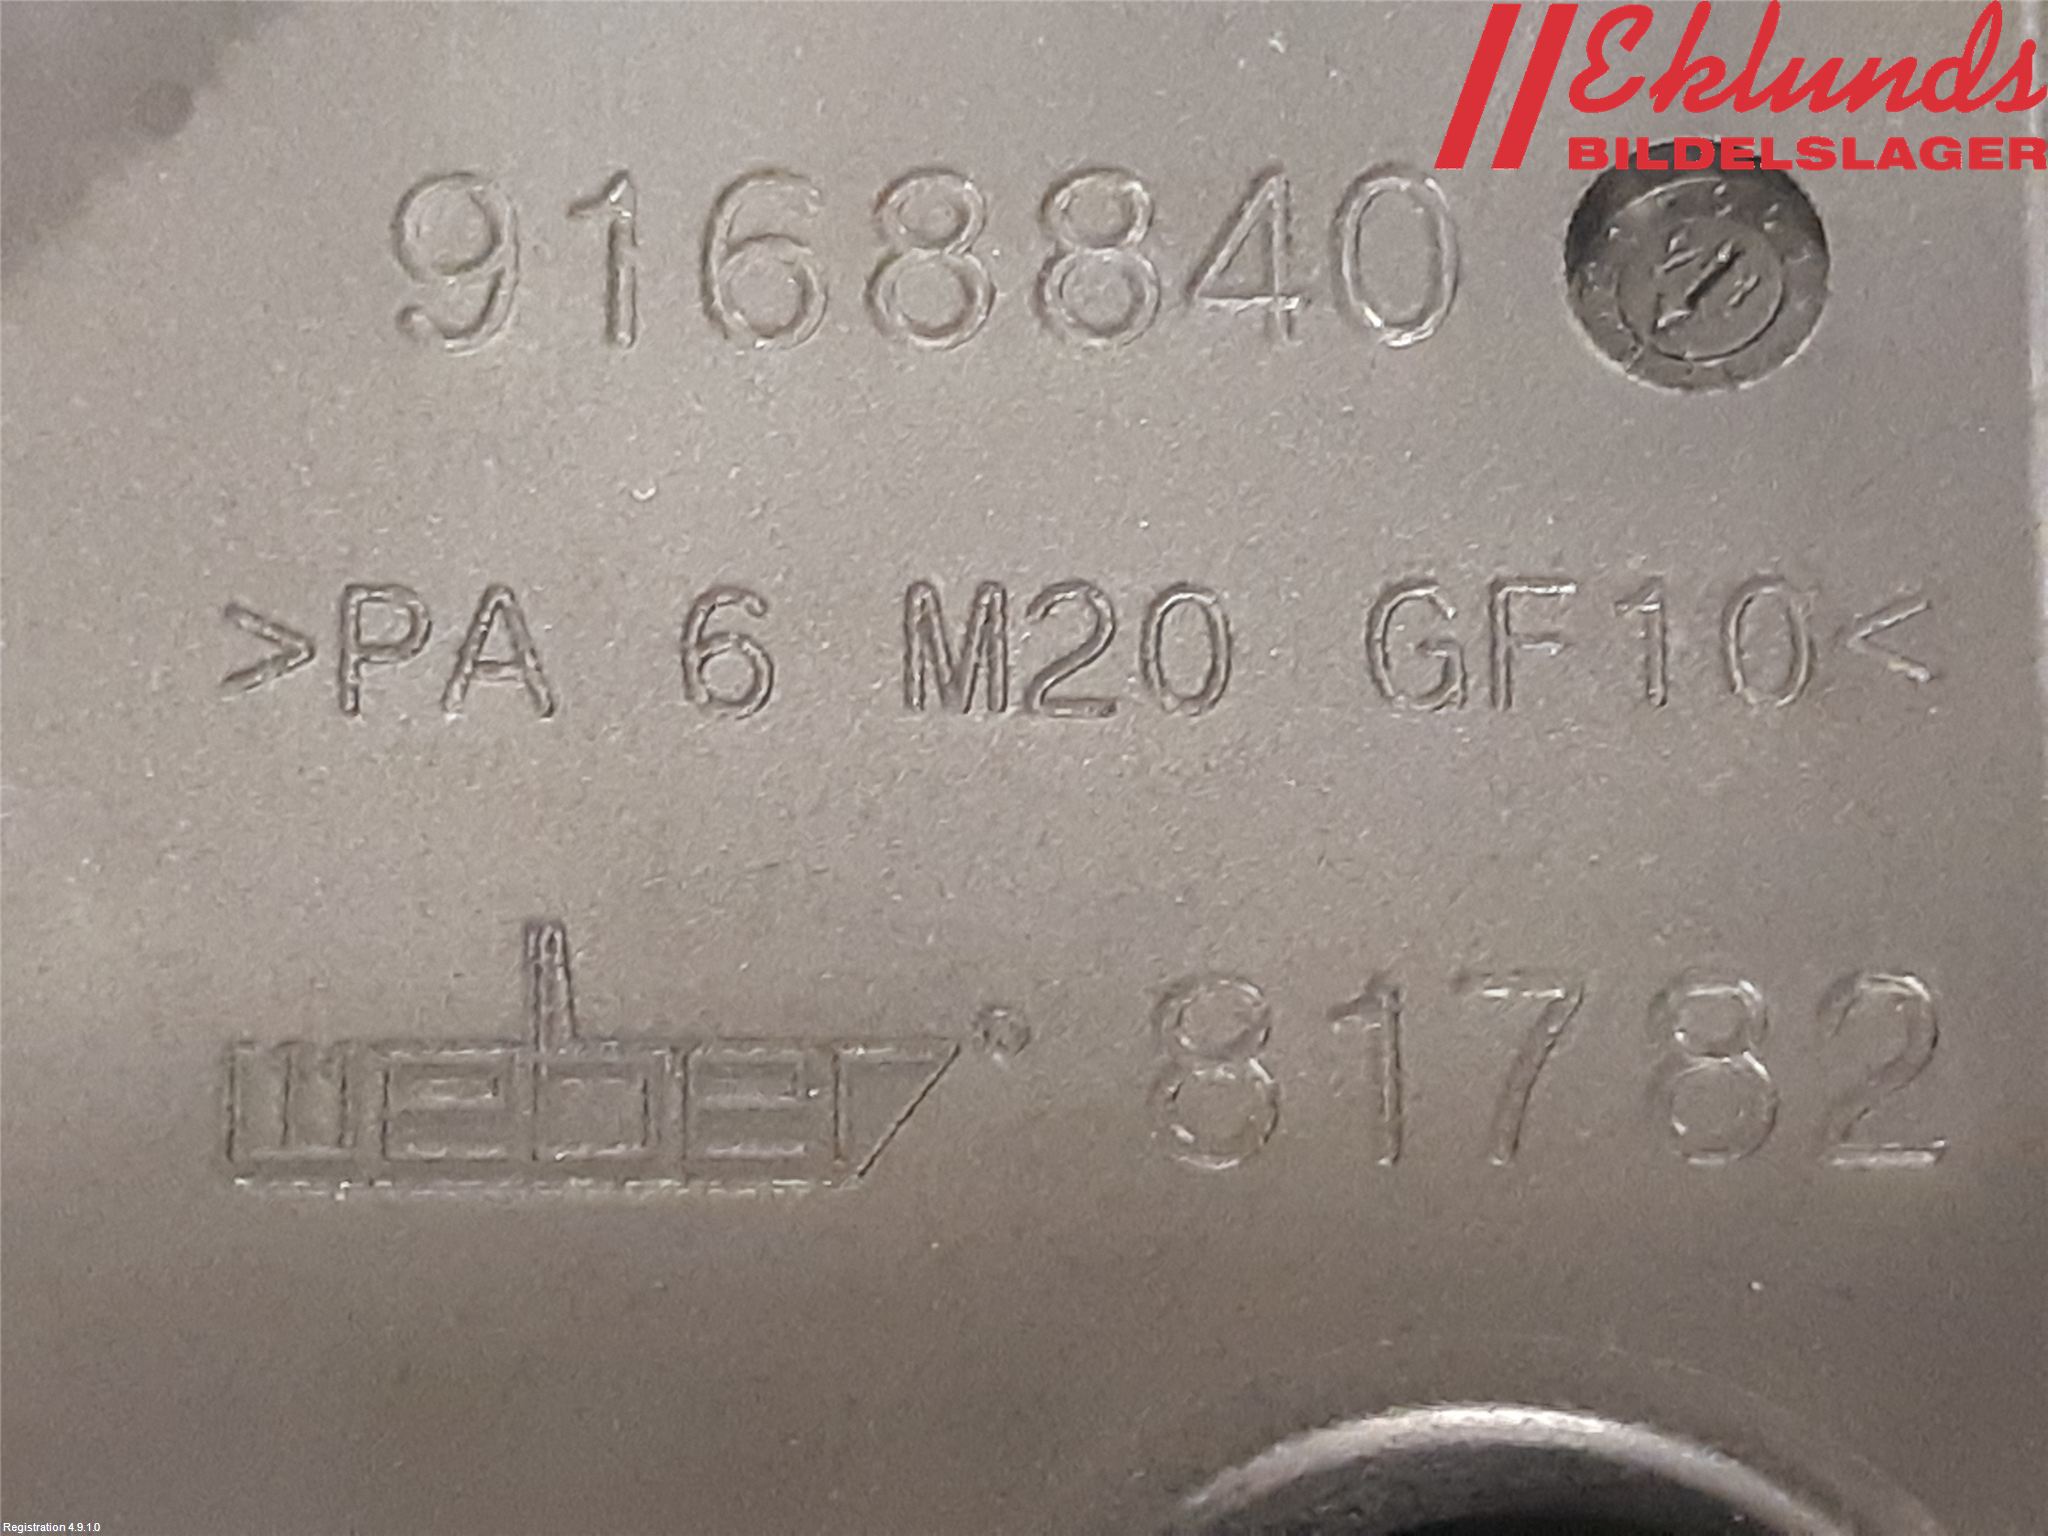 Eklunds
BILDELSLAGER
9168840
>PA 6 M20 GF10<
weber® 81782
Registration 4.9.1.0